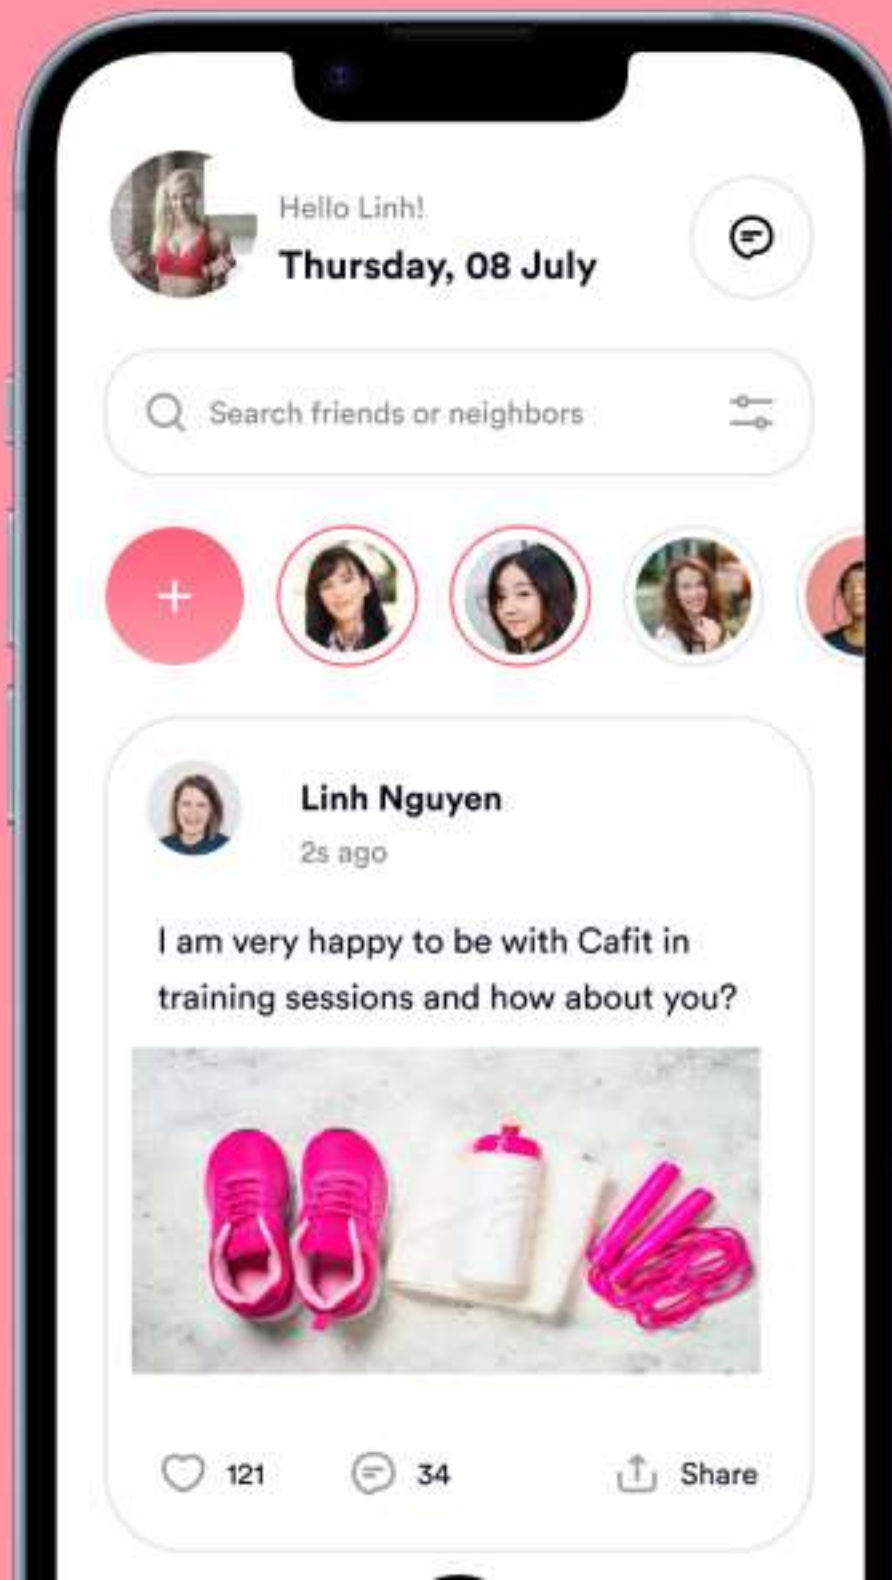 Hello Linh!
Thursday, 08 July
Search friends or neighbors
Linh Nguyen
2s ago
I am very happy to be with Cafit in
training sessions and how about you?
121
34
Share